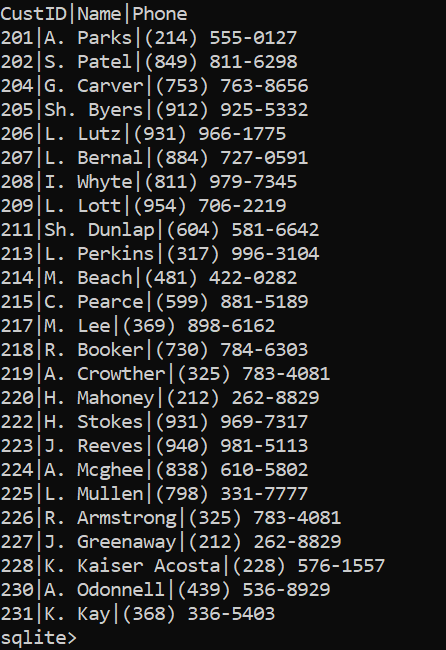 CustID|Name|Phone
201|A. Parks|(214) 555-0127
202|S. Patel|(849) 811-6298
204|G. Carver|(753) 763-8656
205|Sh. Byers|(912) 925-5332
206|L. Lutz|(931) 966-1775
207|L. Bernal|(884) 727-0591
208|I. Whyte|(811) 979-7345
209|L. Lott|(954) 706-2219
211|Sh. Dunlap|(604) 581-6642
213|L. Perkins|(317) 996-3104
214|M. Beach|(481) 422-0282
215|C. Pearce|(599) 881-5189
217|M. Lee|(369) 898-6162
218|R. Booker|(730) 784-6303
219|A. Crowther|(325) 783-4081
220|H. Mahoney|(212) 262-8829
222|H. Stokes|(931) 969-7317
223|J. Reeves|(940) 981-5113
224|A. Mcghee|(838) 610-5802
225|L. Mullen|(798) 331-7777
226|R. Armstrong|(325) 783-4081
227|J. Greenaway|(212) 262-8829
228|K. Kaiser Acosta|(228) 576-1557
230|A. Odonnell|(439) 536-8929
231|K. Kay|(368) 336-5403
sqlite>